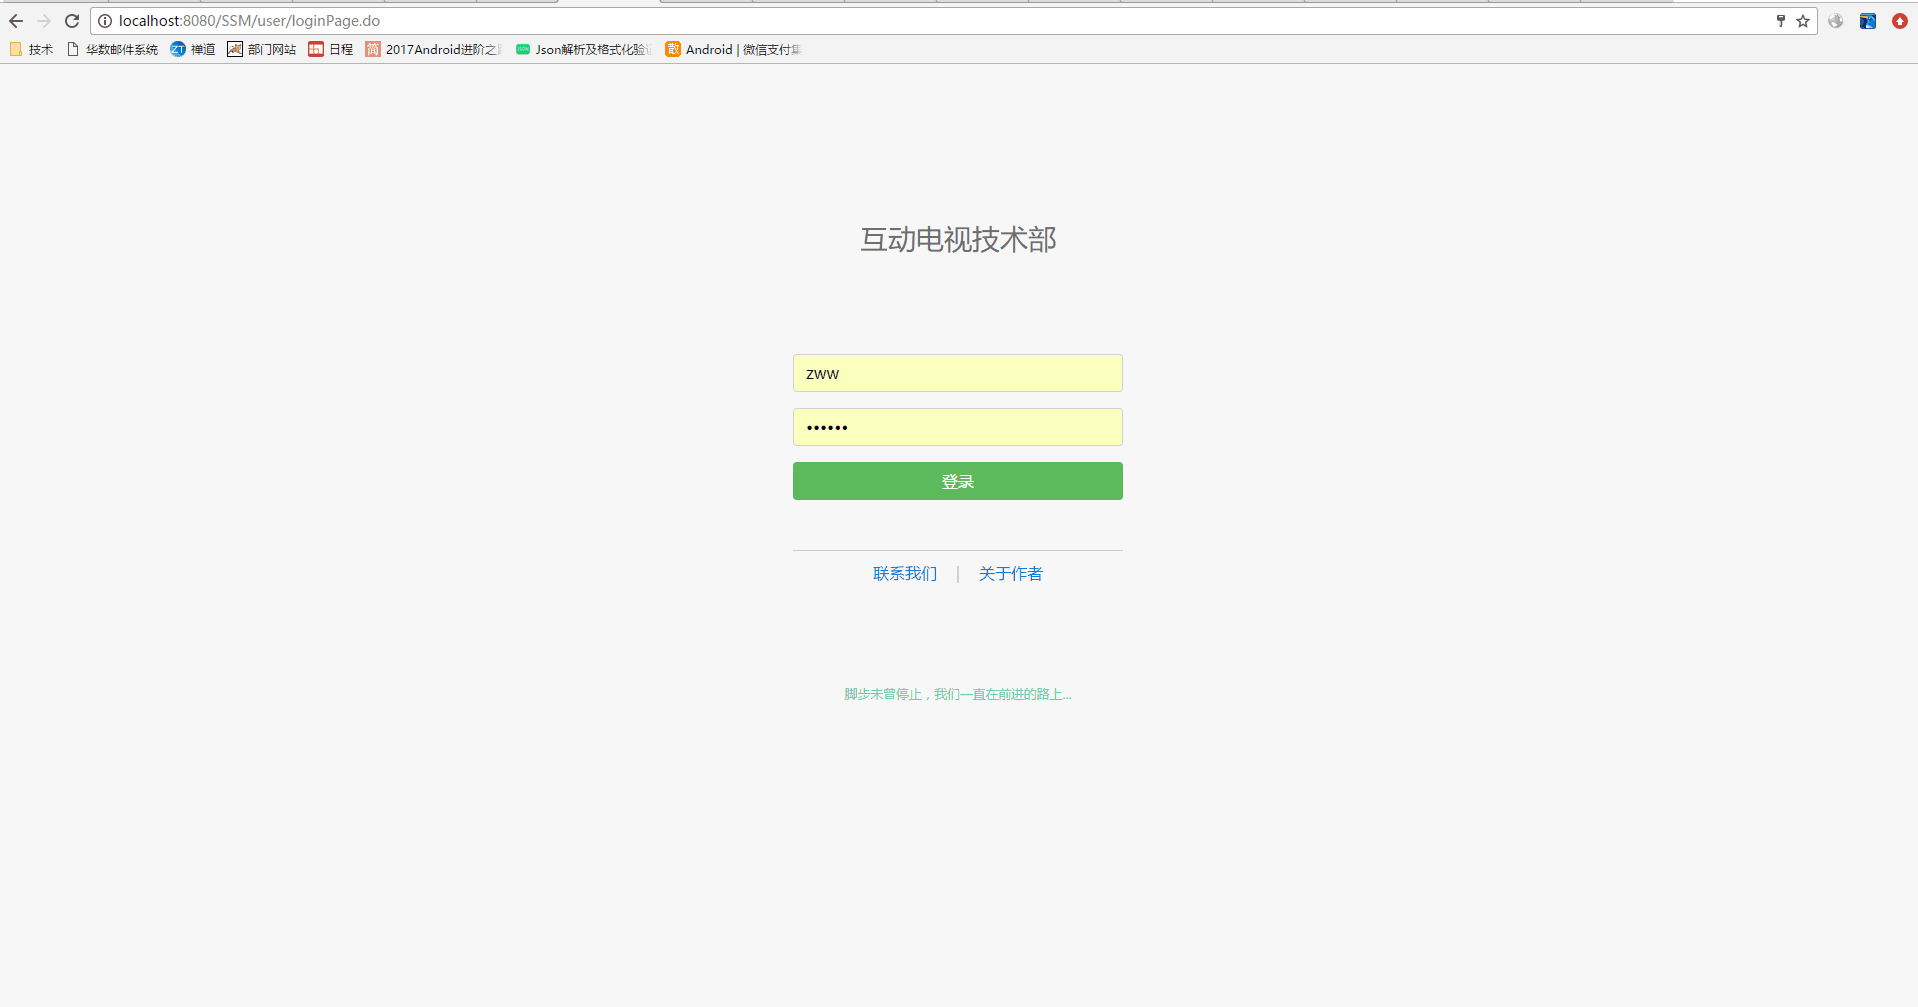 localhost:8080/SSM/user/loginPage.do
技术 华数邮件系统 ZT 禅道 部门网站 日程 简 2017Android进阶之 Json解析及格式化验 散 Android | 微信支付集
互动电视技术部
zww
••••••
登录
联系我们 | 关于作者
脚步未曾停止，我们一直在前进的路上...